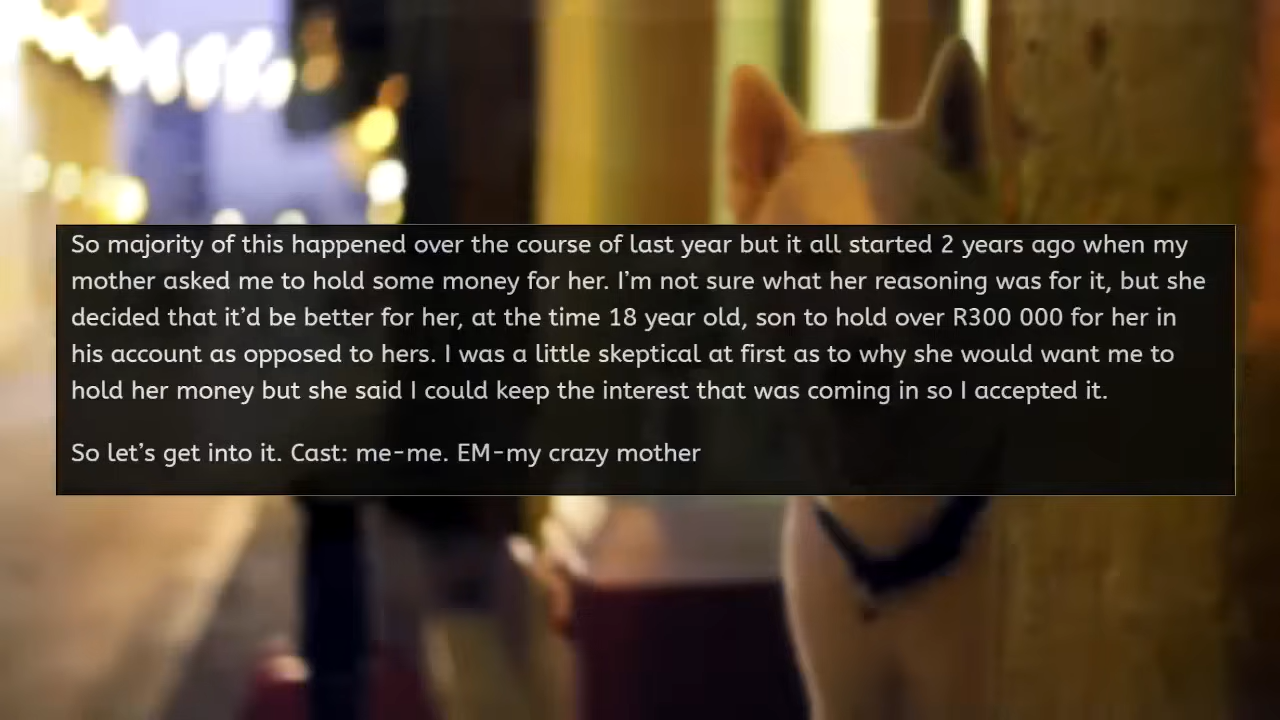 So majority of this happened over the course of last year but it all started 2 years ago when my
mother asked me to hold some money for her. I'm not sure what her reasoning was for it, but she
decided that it'd be better for her, at the time 18 year old, son to hold over R300 000 for her in
his account as opposed to hers. I was a little skeptical at first as to why she would want me to
hold her money but she said I could keep the interest that was coming in so I accepted it.
So let's get into it. Cast: me-me. EM-my crazy mother